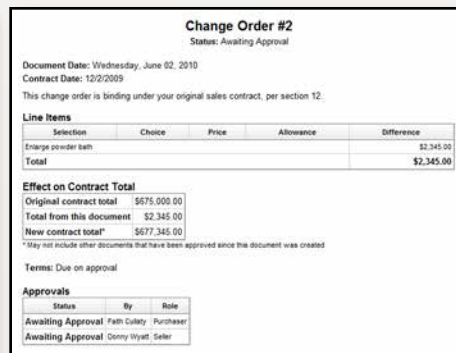 Change Order #2
Status: Awaiting Approval
Document Date: Wednesday, June 02, 2010
Contract Date: 12/2/2009
This change order is binding under your original sales contract, per section 12.
Line Items
Selection Choice Price Allowance Difference
Enlarge powder bath $2,345.00
Total $2,345.00
Effect on Contract Total
Original contract total $675,000.00
Total from this document $2,345.00
New contract total* $677,345.00
* May not include other documents that have been approved since this document was created
Terms: Due on approval
Approvals
Status By Role
Awaiting Approval Faith Cullaty Purchaser
Awaiting Approval Donny Wyatt Seller